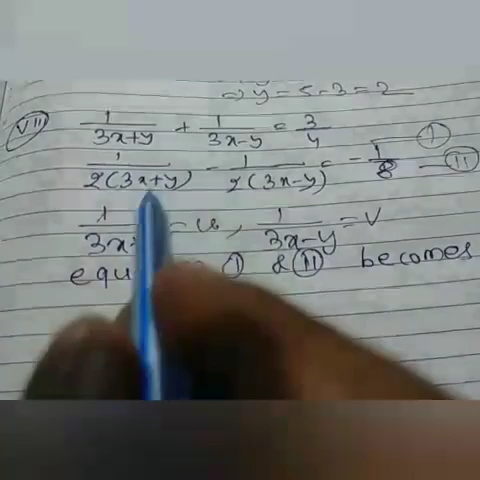 ⇒ y = 5 - 3 = 2
VII) 1/(3x+y) + 1/(3x-y) = 3/4 — I
1/2(3x+y) - 1/2(3x-y) = -1/8 — II
1/3x = u, 1/(3x-y) = v
equ I & II becomes